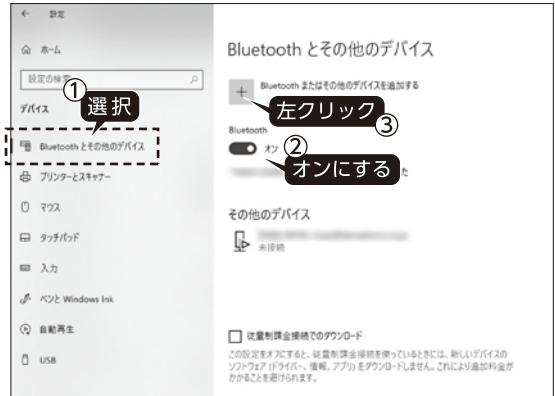 ← 設定
ホーム
設定の検索
① 選択
デバイス
Bluetooth とその他のデバイス
プリンターとスキャナー
マウス
タッチパッド
入力
ペンと Windows Ink
自動再生
USB
Bluetooth とその他のデバイス
+ Bluetooth またはその他のデバイスを追加する
左クリック ③
Bluetooth
オン ②
オンにする
た
その他のデバイス
未接続
従量制課金接続でのダウンロード
この設定をオフにすると、従量制課金接続を使っているときには、新しいデバイスの
ソフトウェア (ドライバー、情報、アプリ) をダウンロードしません。これにより追加料金が
かかることを避けられます。